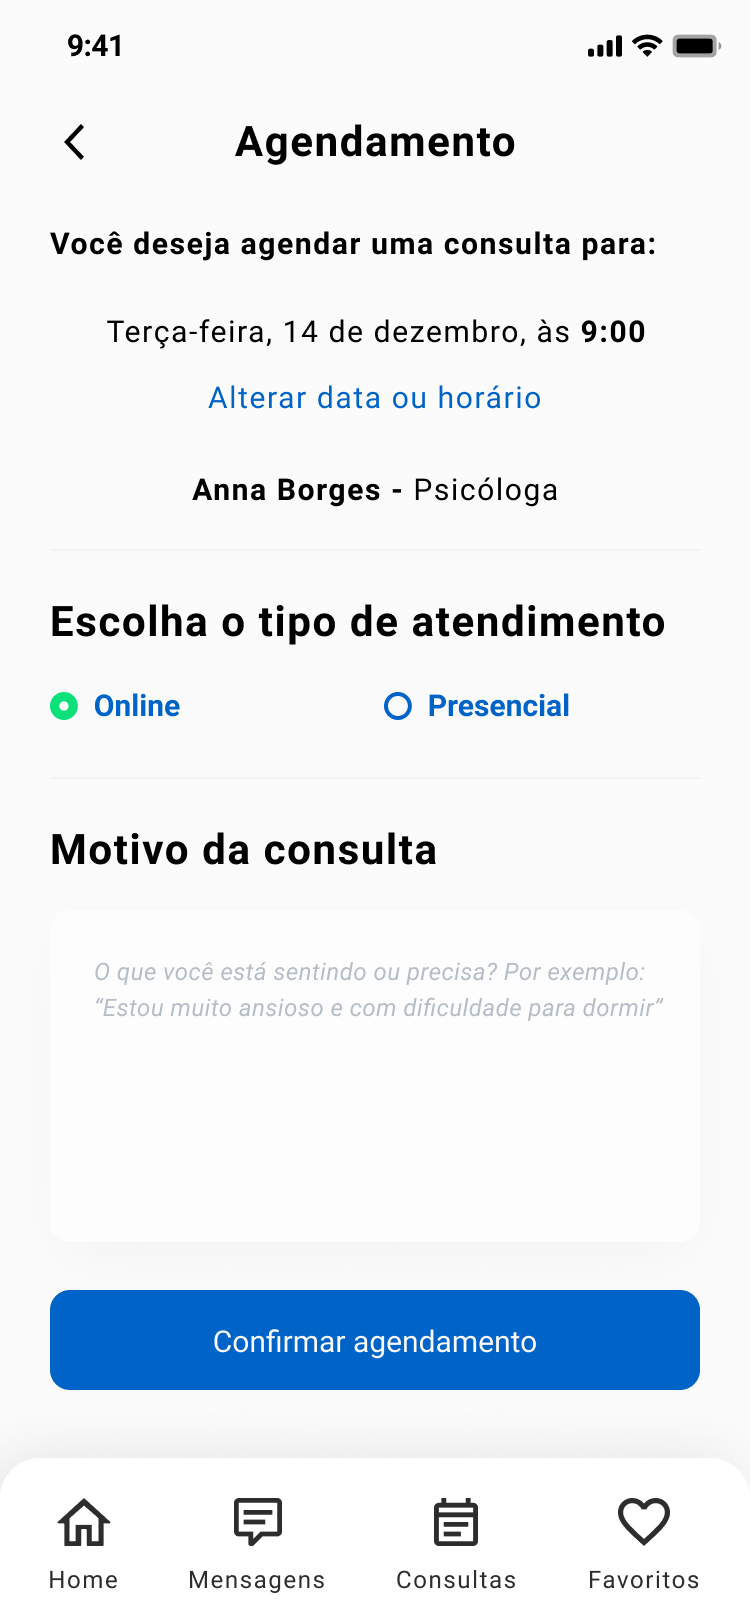 9:41
Agendamento
Você deseja agendar uma consulta para:
Terça-feira, 14 de dezembro, às 9:00
Alterar data ou horário
Anna Borges - Psicóloga
Escolha o tipo de atendimento
Online Presencial
Motivo da consulta
O que você está sentindo ou precisa? Por exemplo:
“Estou muito ansioso e com dificuldade para dormir”
Confirmar agendamento
Home Mensagens Consultas Favoritos